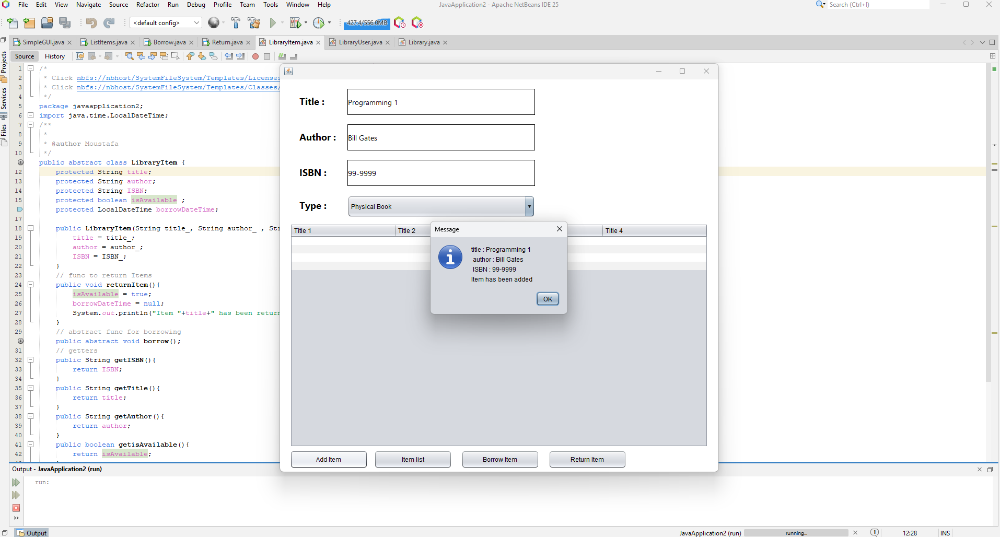 File Edit View Navigate Source Refactor Run Debug Profile Team Tools Window Help
JavaApplication2 - Apache NetBeans IDE 25
Search (Ctrl+I)
<default config>
427.4/556.0MB
SimpleGUI.java
ListItems.java
Borrow.java
Return.java
LibraryItem.java
LibraryUser.java
Library.java
Source
History
Projects
Services
Files
1 /*
2 * Click nbfs://nbhost/SystemFileSystem/Templates/Licenses
3 * Click nbfs://nbhost/SystemFileSystem/Templates/Classes/
4 */
5 package javaapplication2;
6 import java.time.LocalDateTime;
7 /**
8 *
9 * @author Moustafa
10 */
public abstract class LibraryItem {
12 protected String title;
13 protected String author;
14 protected String ISBN;
15 protected boolean isAvailable ;
protected LocalDateTime borrowDateTime;
17
18 public LibraryItem(String title_, String author_ , Str
19 title = title_;
20 author = author_;
21 ISBN = ISBN_;
22 }
23 // func to return Items
24 public void returnItem(){
25 isAvailable = true;
26 borrowDateTime = null;
27 System.out.println("Item "+title+" has been return
28 }
29 // abstract func for borrowing
public abstract void borrow();
31 // getters
32 public String getISBN(){
33 return ISBN;
34 }
35 public String getTitle(){
36 return title;
37 }
38 public String getAuthor(){
39 return author;
40 }
41 public boolean getisAvailable(){
42 return isAvailable;
Title :
Programming 1
Author :
Bill Gates
ISBN :
99-9999
Type :
Physical Book
Title 1
Title 2
Title 4
Message
title : Programming 1
author : Bill Gates
ISBN : 99-9999
Item has been added
OK
Add Item
Item list
Borrow Item
Return Item
Output - JavaApplication2 (run)
run:
Output
JavaApplication2 (run)
running...
1
12:28
INS